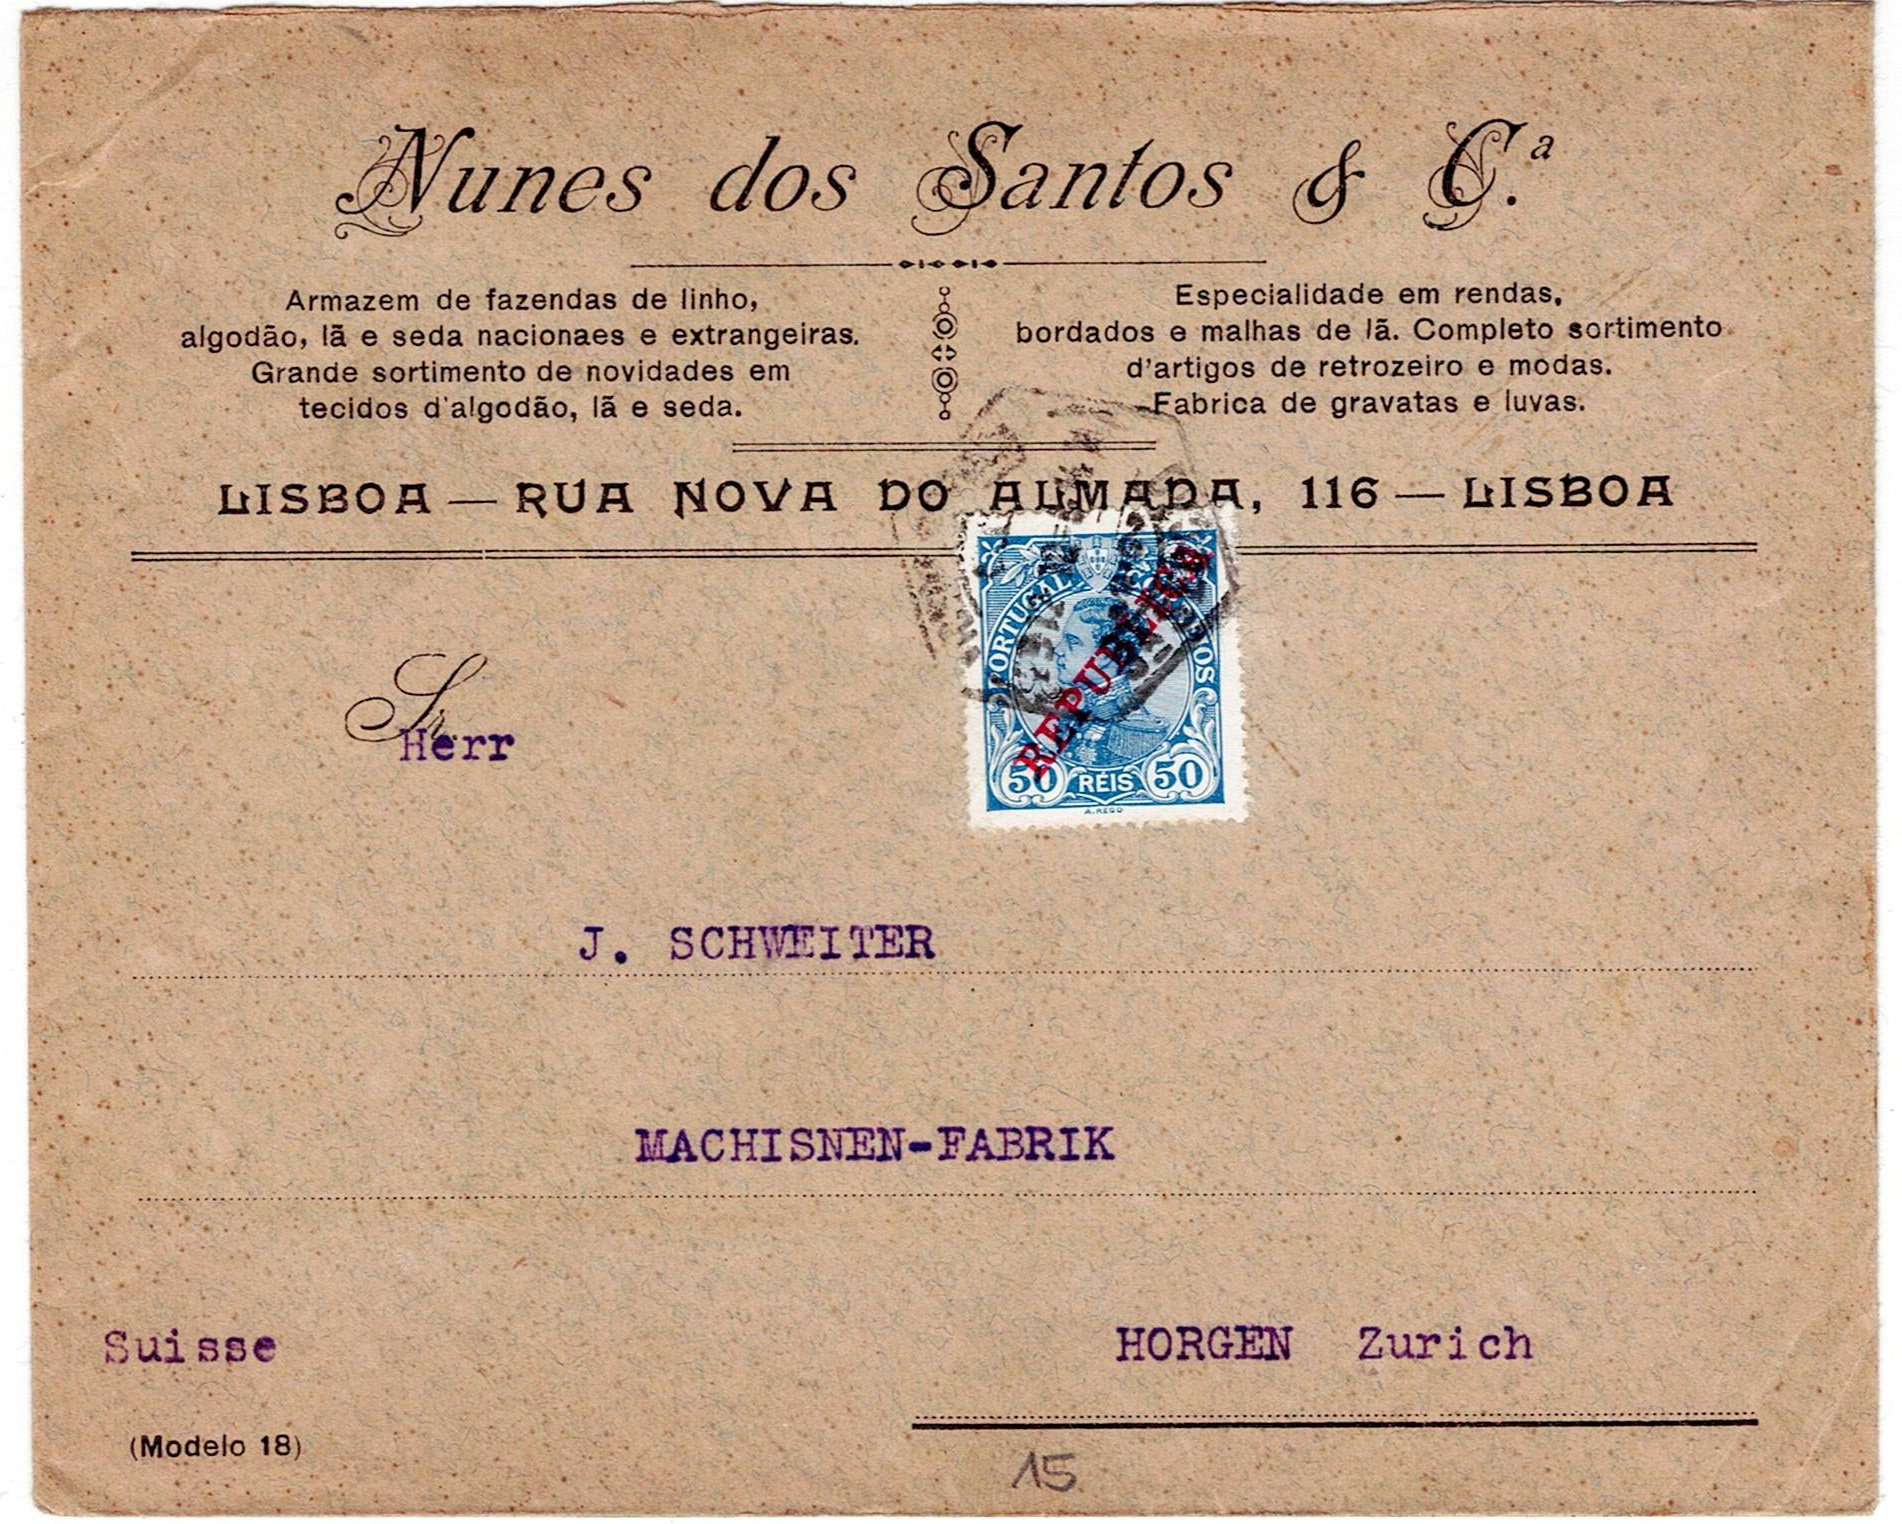 Nunes dos Santos & C.ª
Armazem de fazendas de linho,
algodão, lã e seda nacionaes e extrangeiras.
Grande sortimento de novidades em
tecidos d'algodão, lã e seda.
Especialidade em rendas,
bordados e malhas de lã. Completo sortimento
d'artigos de retrozeiro e modas.
Fabrica de gravatas e luvas.
LISBOA — RUA NOVA DO ALMADA, 116 — LISBOA
PORTUGAL CORREIOS
REPUBLICA
50 RÉIS 50
A. REGO
Sr.
Herr
J. SCHWEITER
MACHISNEN-FABRIK
Suisse
HORGEN Zurich
(Modelo 18)
15